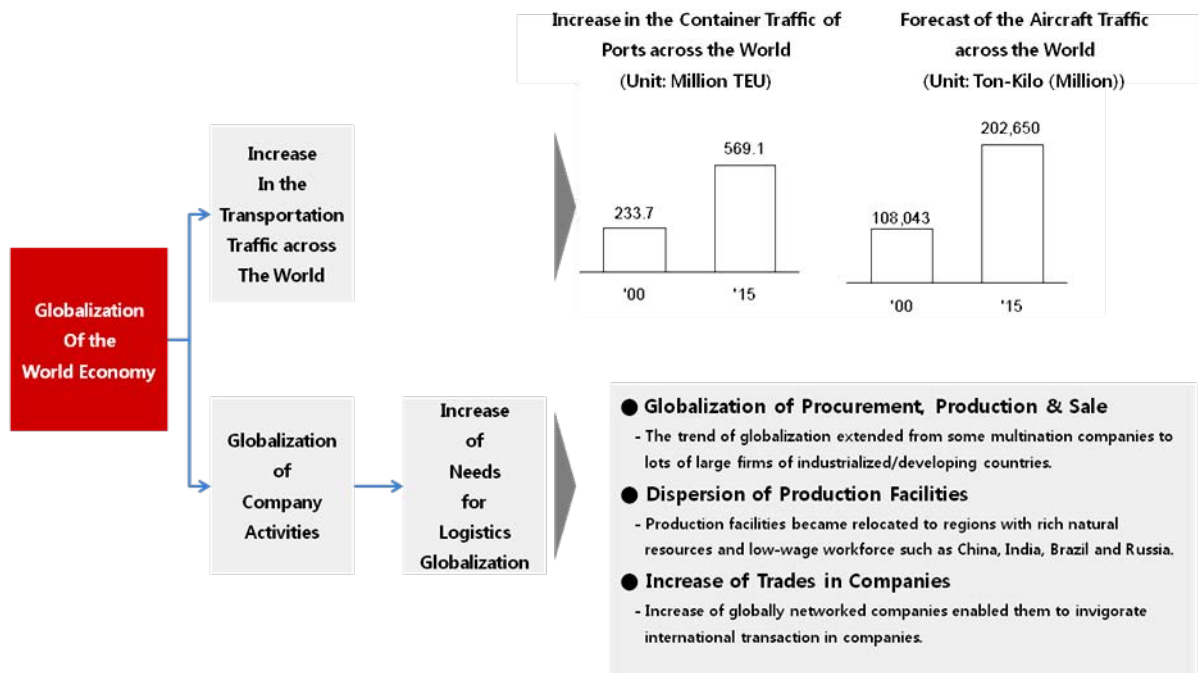 Increase in the Container Traffic of
Ports across the World
(Unit: Million TEU)
Forecast of the Aircraft Traffic
across the World
(Unit: Ton-Kilo (Million))
233.7
569.1
'00
'15
108,043
202,650
'00
'15
Increase
In the
Transportation
Traffic across
The World
Globalization
Of the
World Economy
Globalization
of
Company
Activities
Increase
of
Needs
for
Logistics
Globalization
● Globalization of Procurement, Production & Sale
- The trend of globalization extended from some multination companies to
lots of large firms of industrialized/developing countries.
● Dispersion of Production Facilities
- Production facilities became relocated to regions with rich natural
resources and low-wage workforce such as China, India, Brazil and Russia.
● Increase of Trades in Companies
- Increase of globally networked companies enabled them to invigorate
international transaction in companies.